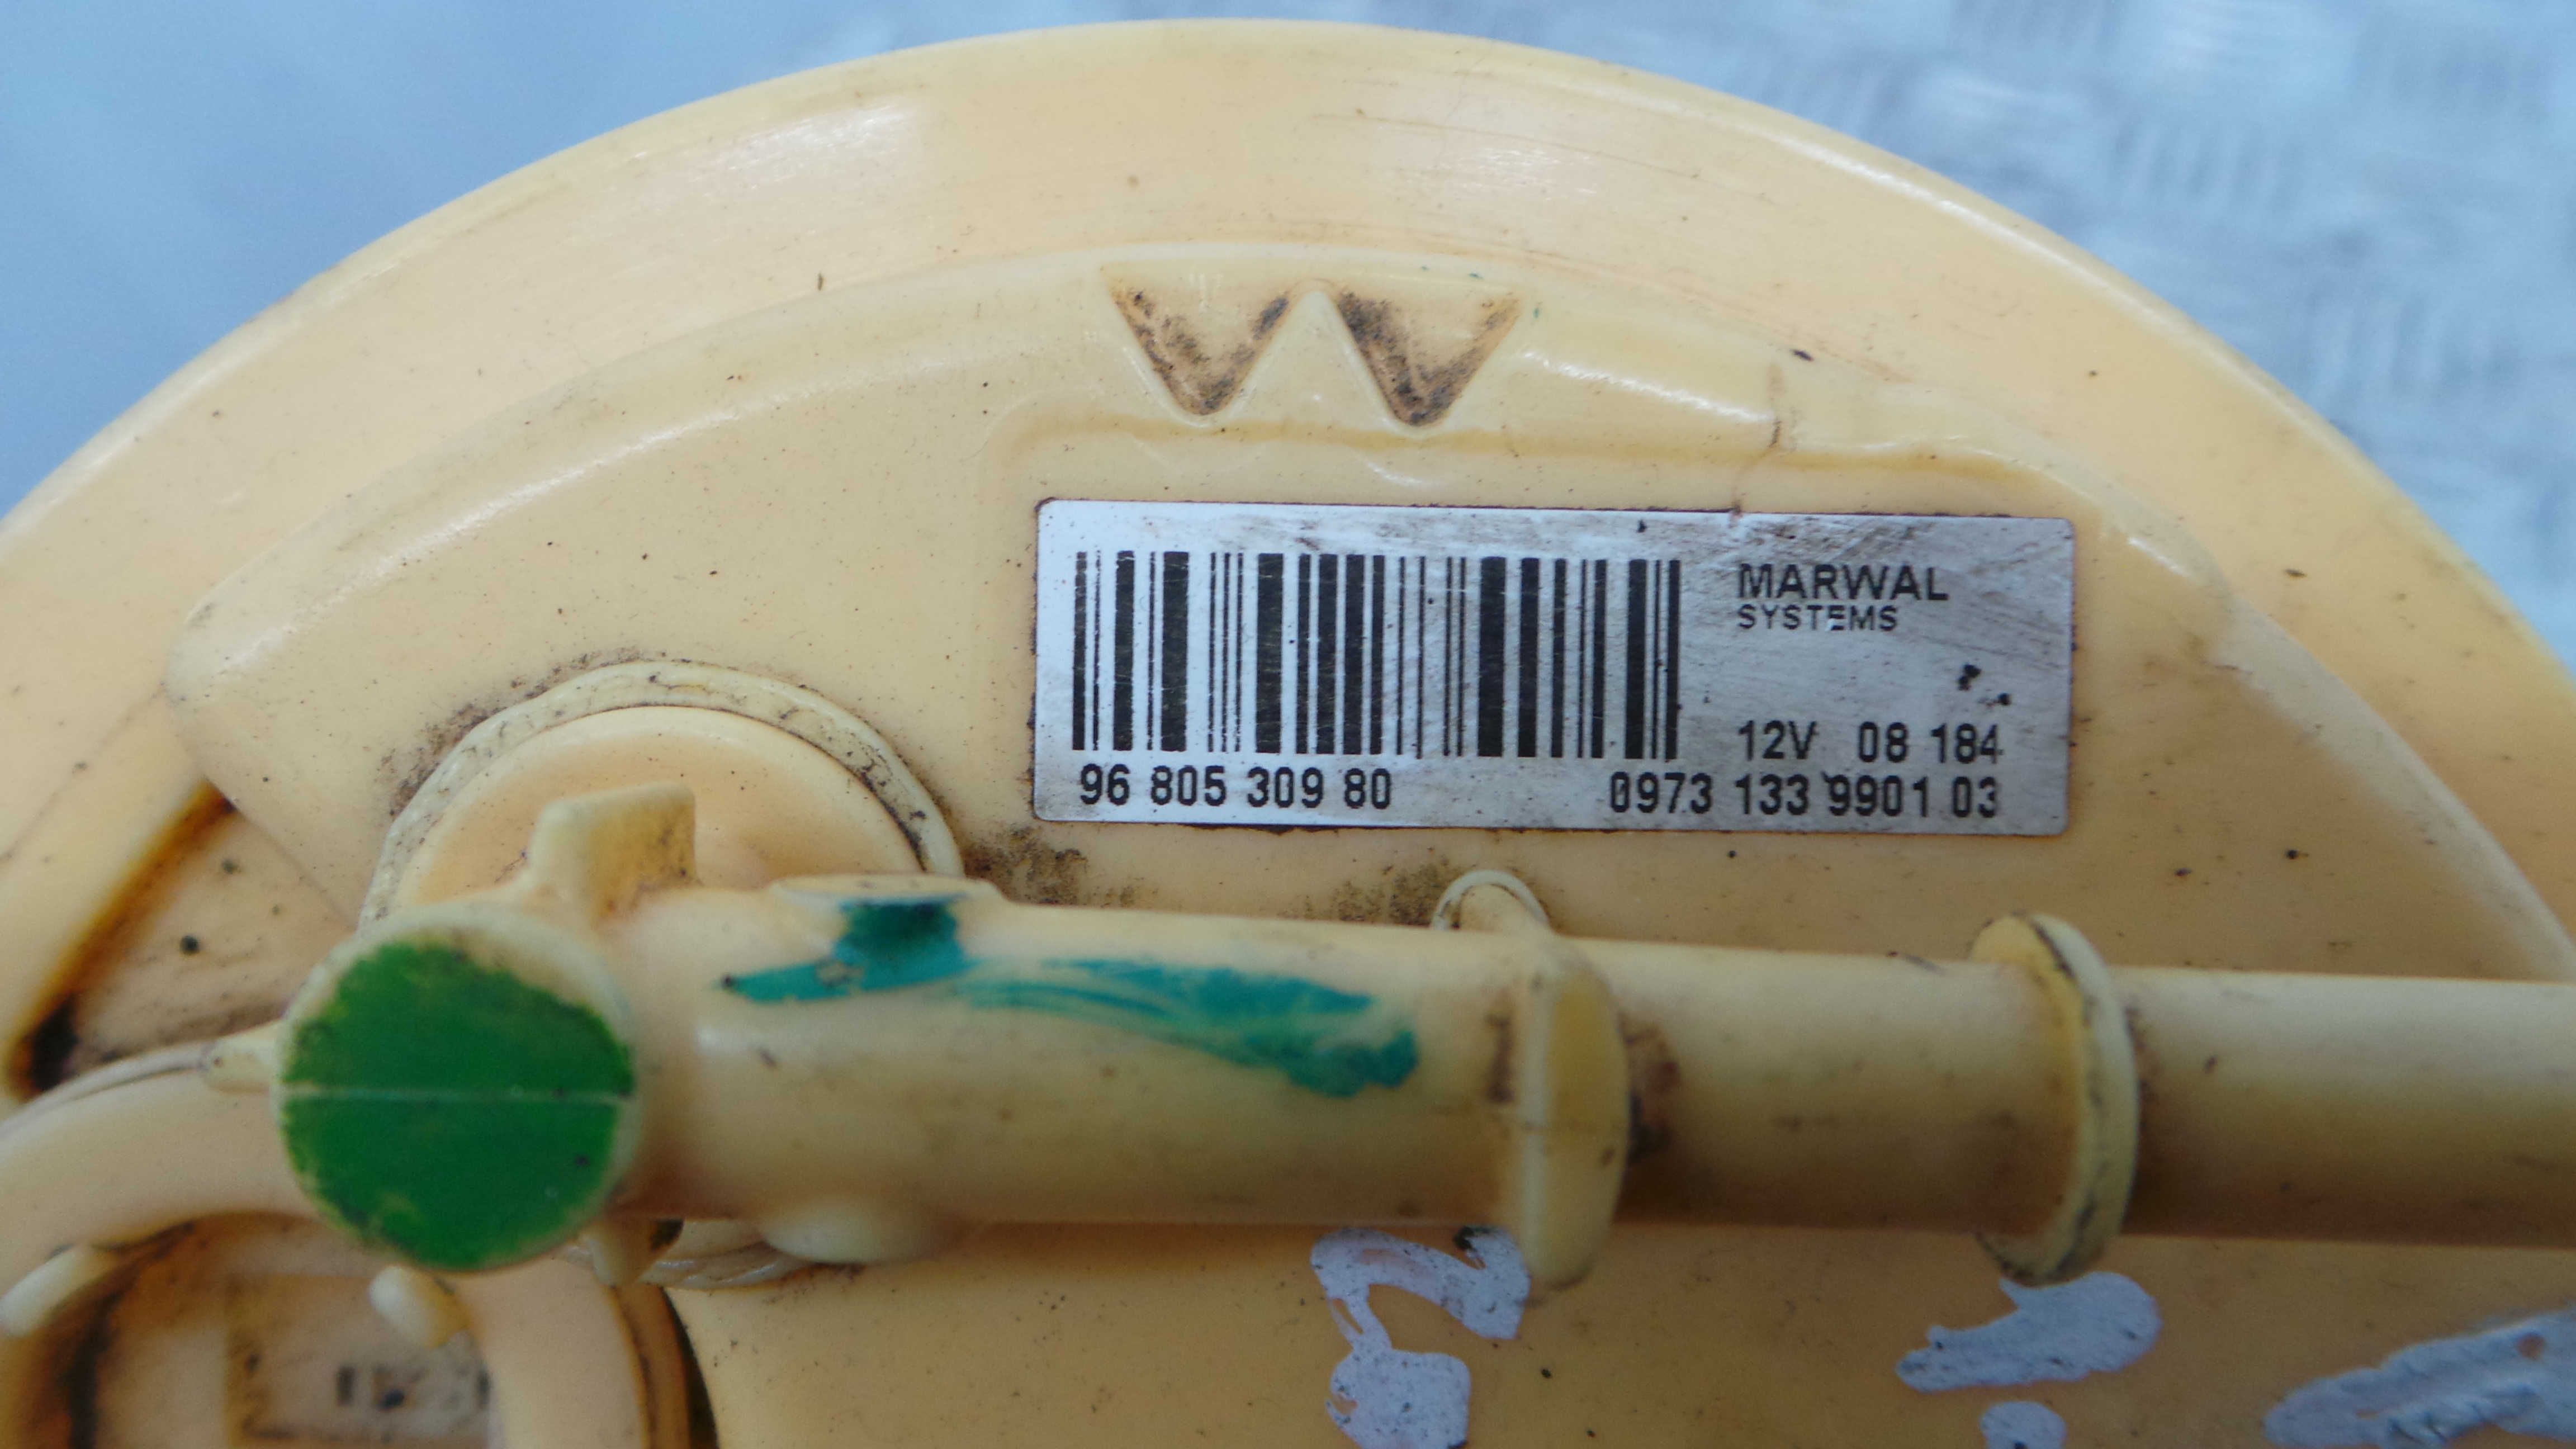 MARWAL
SYSTEMS
12V 08 184
96 805 309 80 0973 133 9901 03